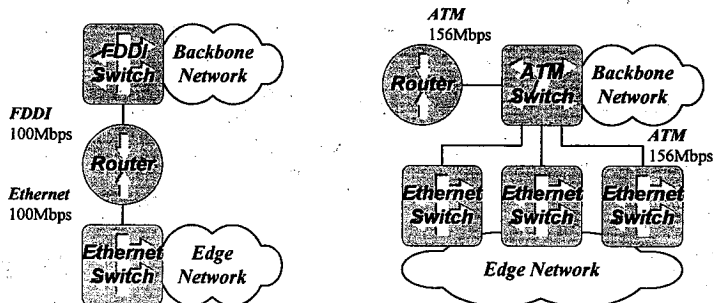 FDDI
Switch
Backbone
Network
FDDI
100Mbps
Router
Ethernet
100Mbps
Ethernet
Switch
Edge
Network
ATM
156Mbps
Router
ATM
Switch
Backbone
Network
ATM
156Mbps
Ethernet
Switch
Ethernet
Switch
Ethernet
Switch
Edge Network